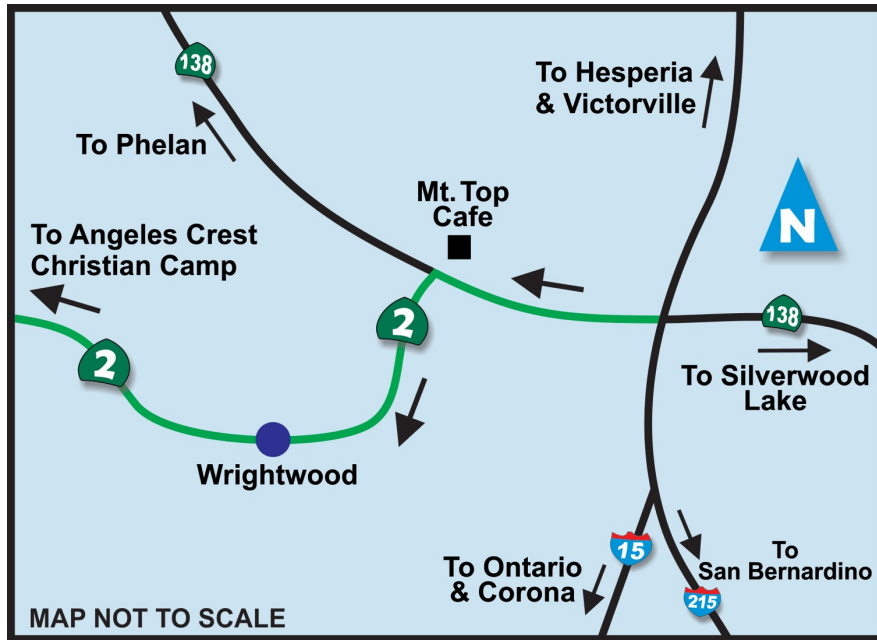 138
To Phelan
To Hesperia
& Victorville
Mt. Top
Cafe
N
To Angeles Crest
Christian Camp
2
2
138
To Silverwood
Lake
Wrightwood
15
To Ontario
& Corona
To
San Bernardino
215
MAP NOT TO SCALE